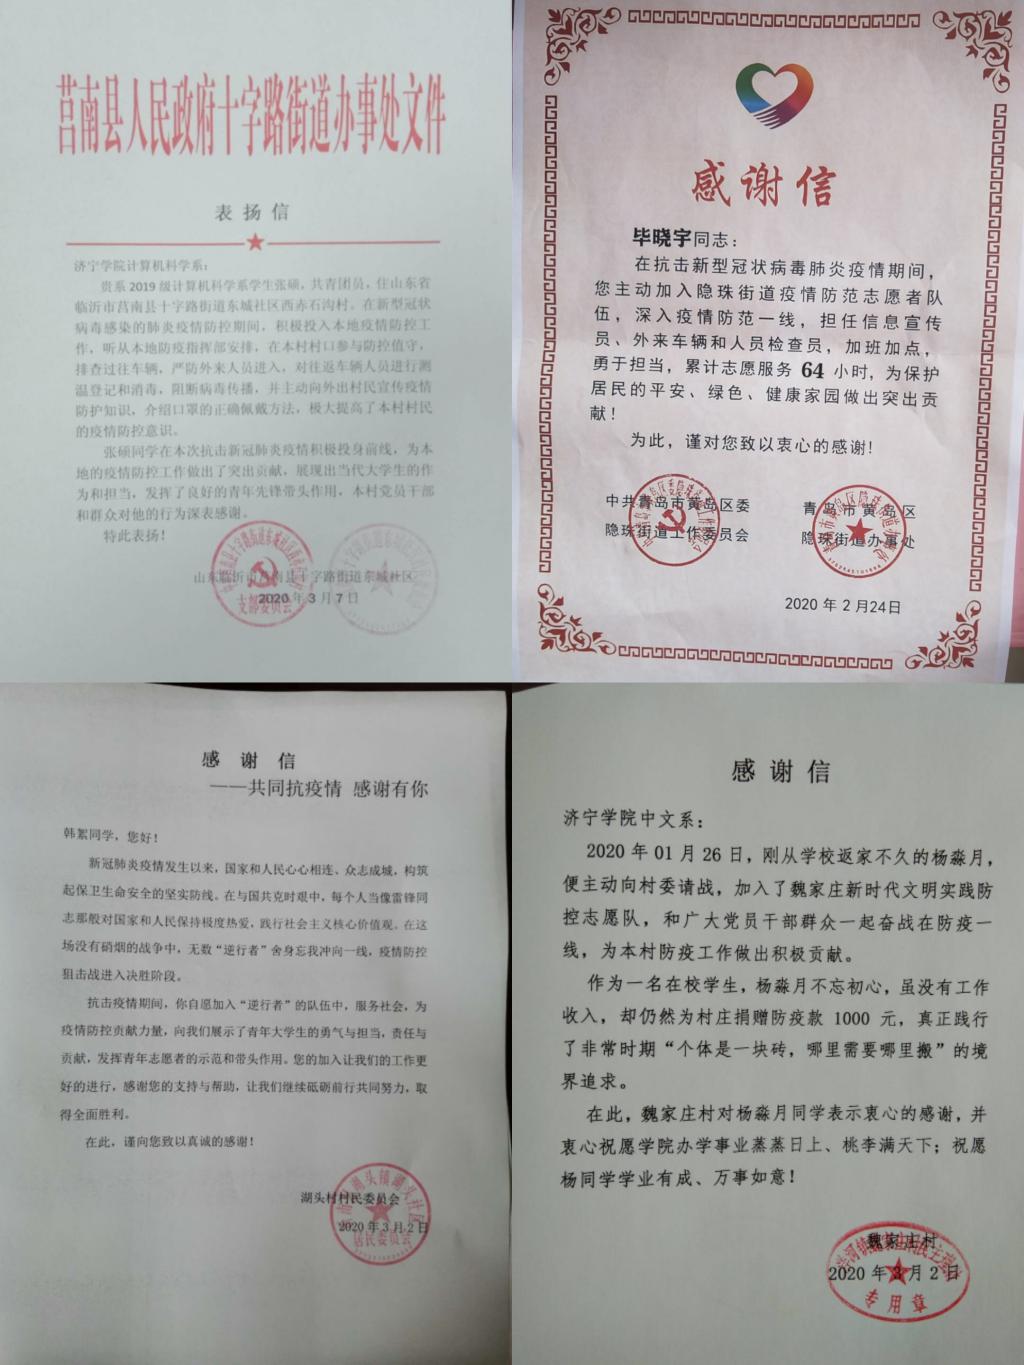 莒南县人民政府十字路街道办事处文件
表扬信
济宁学院计算机科学系：
贵系2019级计算机科学系学生张硕，共青团员，住山东省
临沂市莒南县十字路街道东城社区西赤石沟村。在新型冠状
病毒感染的肺炎疫情防控期间，积极投入本地疫情防控工
作，听从本地防疫指挥部安排，在本村村口参与防控值守，
排查过往车辆，严防外来人员进入，对往返车辆人员进行测
温登记和消毒，阻断病毒传播，并主动向外出村民宣传疫情
防护知识，介绍口罩的正确佩戴方法，极大提高了本村村民
的疫情防控意识。
张硕同学在本次抗击新冠肺炎疫情积极投身前线，为本
地的疫情防控工作做出了突出贡献，展现出当代大学生的作
为和担当，发挥了良好的青年先锋带头作用，本村党员干部
和群众对他的行为深表感谢。
特此表扬！
山东临沂市莒南县十字路街道东城社区
2020年3月7日
支部委员会
感谢信
毕晓宇同志：
在抗击新型冠状病毒肺炎疫情期间，
您主动加入隐珠街道疫情防范志愿者队
伍，深入疫情防范一线，担任信息宣传
员、外来车辆和人员检查员，加班加点，
勇于担当，累计志愿服务64小时，为保护
居民的平安、绿色、健康家园做出突出贡
献！
为此，谨对您致以衷心的感谢！
中共青岛市黄岛区委
隐珠街道工作委员会
青岛市黄岛区
隐珠街道办事处
2020年2月24日
感谢信
——共同抗疫情 感谢有你
韩絮同学，您好！
新冠肺炎疫情发生以来，国家和人民心心相连、众志成城，构筑
起保卫生命安全的坚实防线。在与国共克时艰中，每个人当像雷锋同
志那般对国家和人民保持极度热爱，践行社会主义核心价值观。在这
场没有硝烟的战争中，无数“逆行者”舍身忘我冲向一线，疫情防控
狙击战进入决胜阶段。
抗击疫情期间，你自愿加入“逆行者”的队伍中，服务社会，为
疫情防控贡献力量，向我们展示了青年大学生的勇气与担当，责任与
贡献，发挥青年志愿者的示范和带头作用。您的加入让我们的工作更
好的进行，感谢您的支持与帮助，让我们继续砥砺前行共同努力，取
得全面胜利。
在此，谨向您致以真诚的感谢！
湖头村村民委员会
2020年3月2日
居民委员会
感谢信
济宁学院中文系：
2020年01月26日，刚从学校返家不久的杨淼月，
便主动向村委请战，加入了魏家庄新时代文明实践防
控志愿队，和广大党员干部群众一起奋战在防疫一
线，为本村防疫工作做出积极贡献。
作为一名在校学生，杨淼月不忘初心，虽没有工作
收入，却仍然为村庄捐赠防疫款1000元，真正践行
了非常时期“个体是一块砖，哪里需要哪里搬”的境
界追求。
在此，魏家庄村对杨淼月同学表示衷心的感谢，并
衷心祝愿学院办学事业蒸蒸日上、桃李满天下；祝愿
杨同学学业有成、万事如意！
魏家庄村
2020年3月2日
专用章